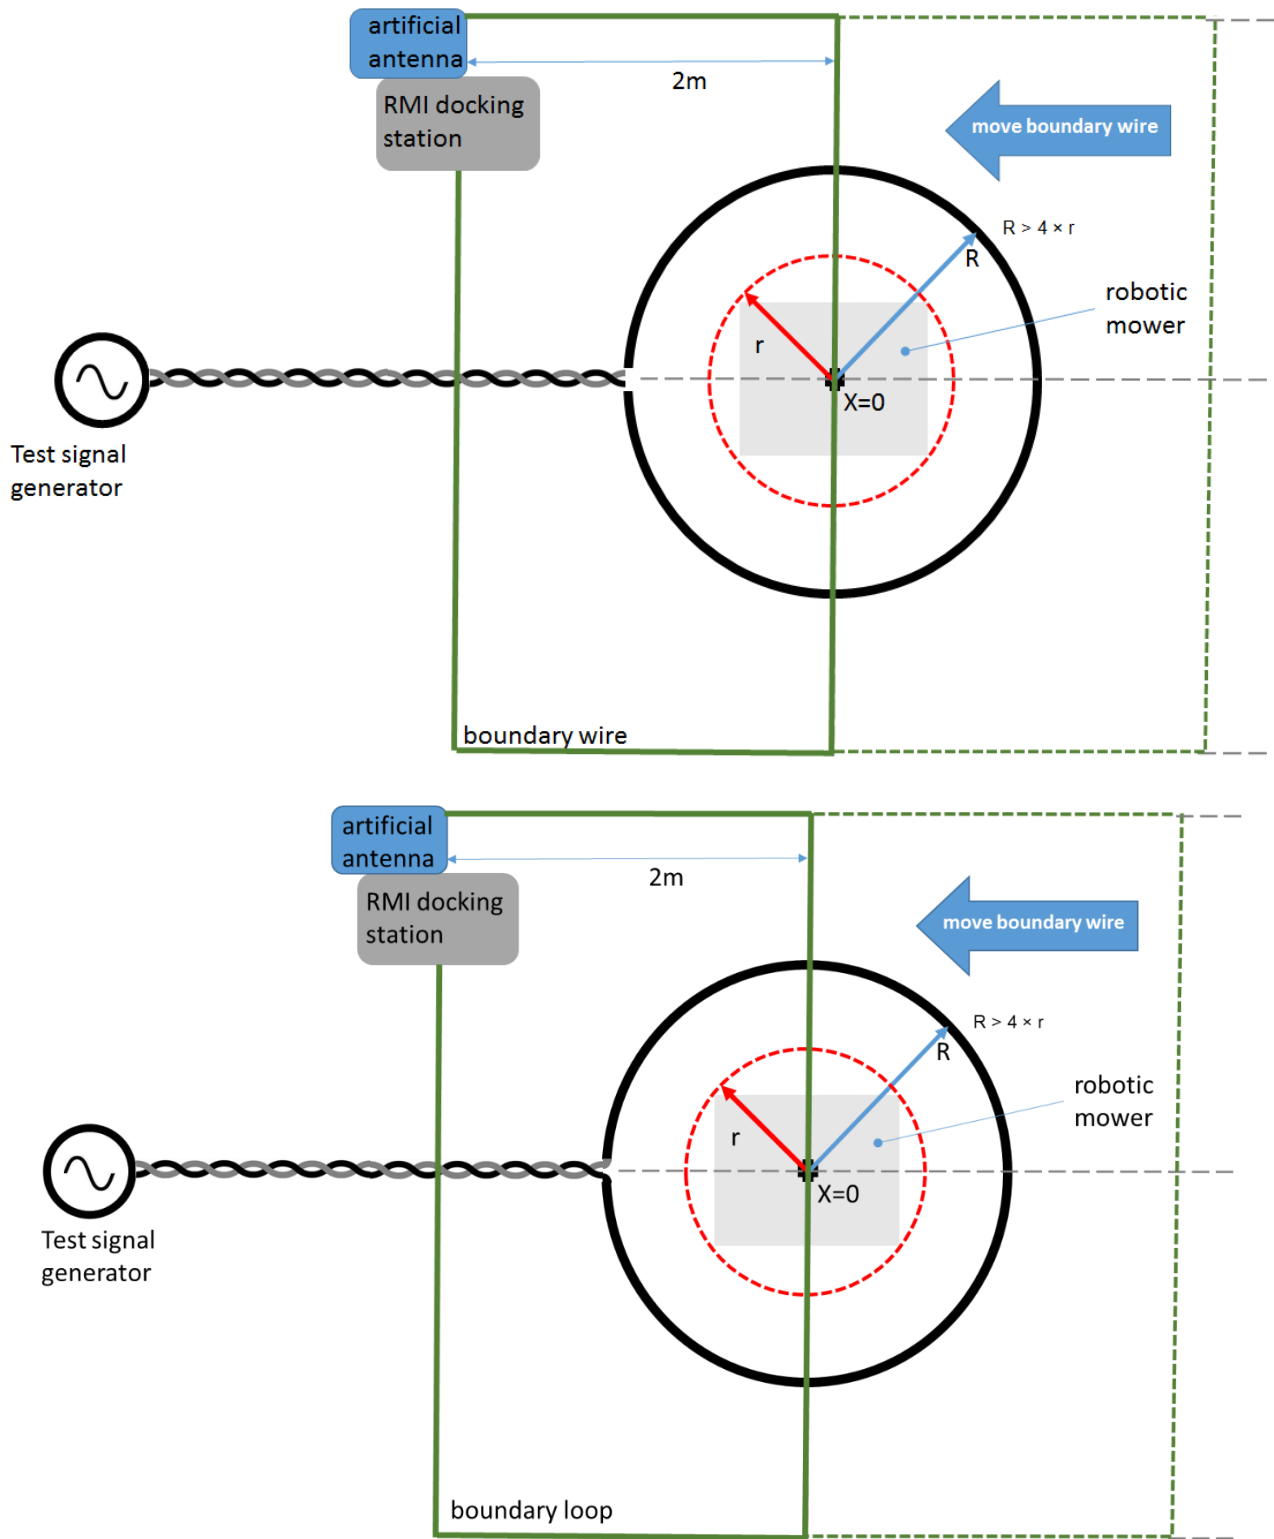 artificial
antenna
2m
RMI docking
station
move boundary wire
R > 4 × r
R
robotic
mower
r
X=0
Test signal
generator
boundary wire
artificial
antenna
2m
RMI docking
station
move boundary wire
R > 4 × r
R
robotic
mower
r
X=0
Test signal
generator
boundary loop